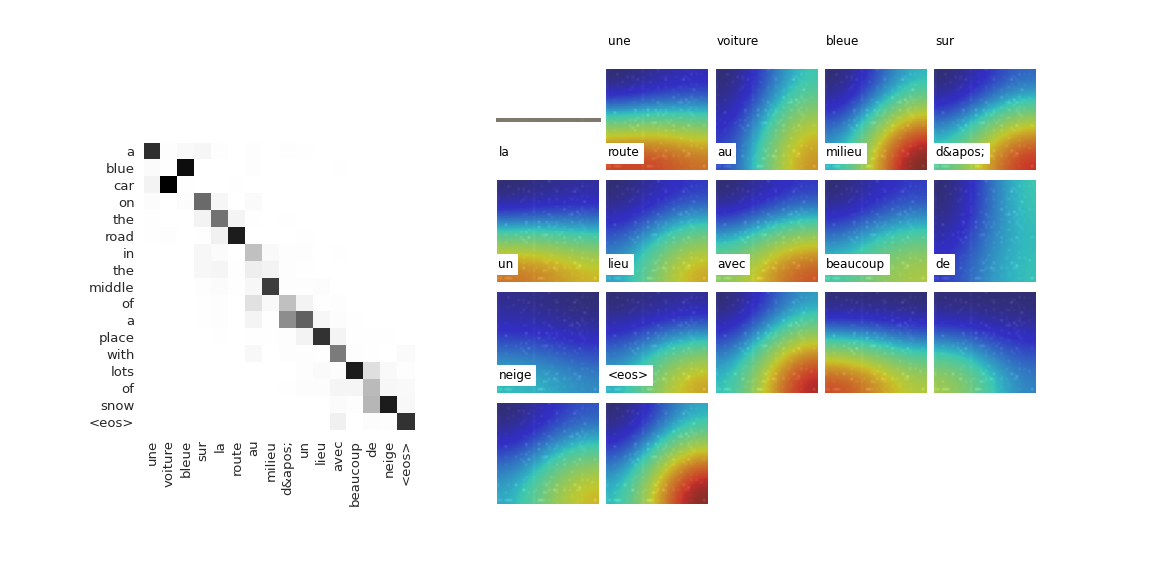 a
blue
car
on
the
road
in
the
middle
of
a
place
with
lots
of
snow
<eos>
une
voiture
bleue
sur
la
route
au
milieu
d&apos;
un
lieu
avec
beaucoup
de
neige
<eos>
une voiture bleue sur
la route au milieu d&apos;
un lieu avec beaucoup de
neige <eos>